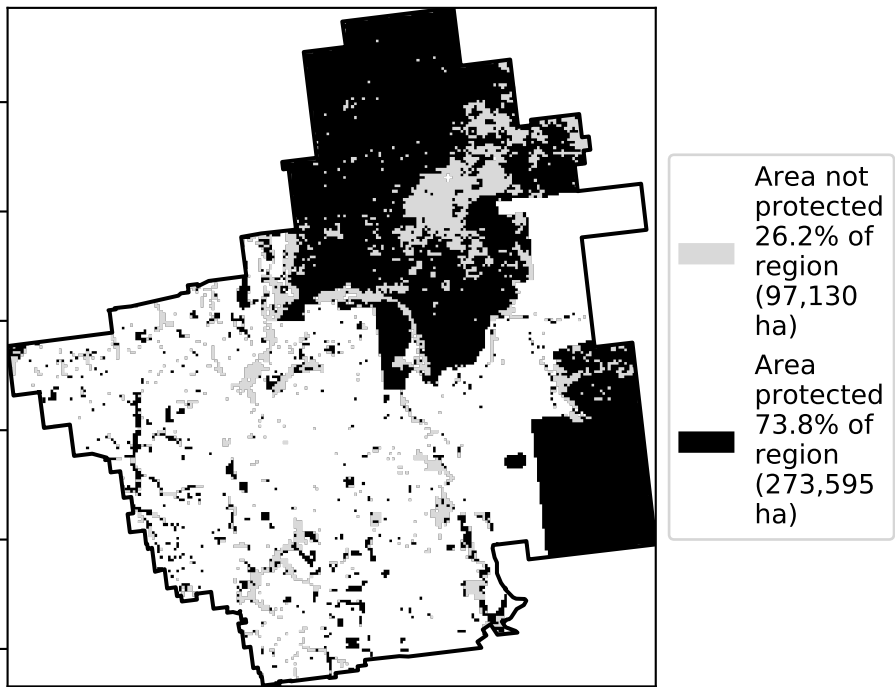 Area not
protected
26.2% of
region
(97,130
ha)
Area
protected
73.8% of
region
(273,595
ha)